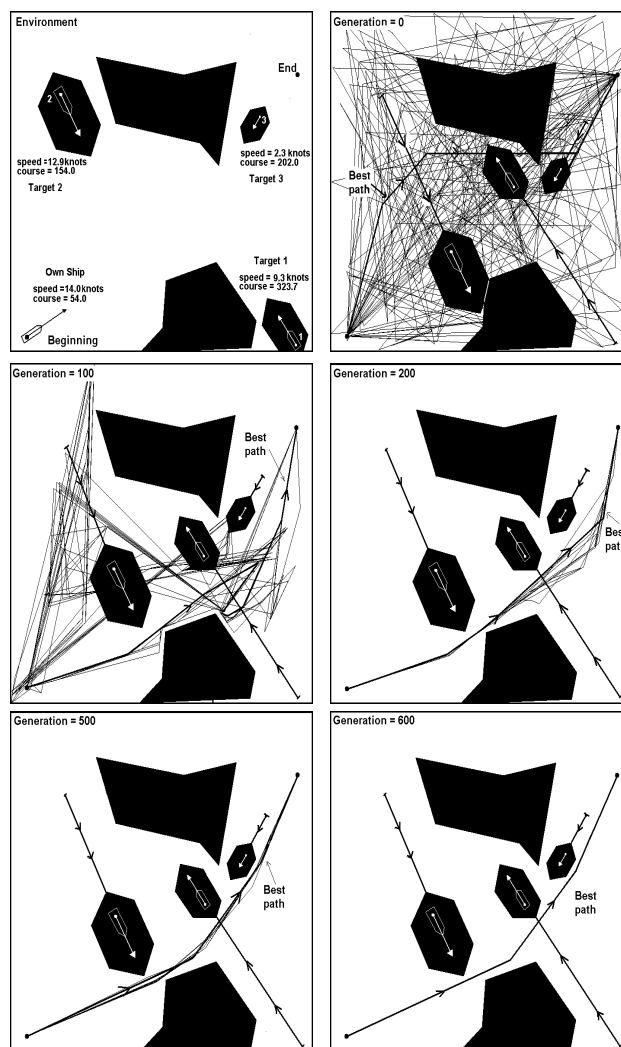 Environment
End
2
3
speed =12.9knots
course = 154.0
Target 2
speed = 2.3 knots
course = 202.0
Target 3
Own Ship
speed=14.0knots
course = 54.0
Beginning
Target 1
speed = 9.3 knots
course = 323.7
1
Generation = 0
Best
path
Generation = 100
Best
path
Generation = 200
Best
path
Generation = 500
Best
path
Generation = 600
Best
path